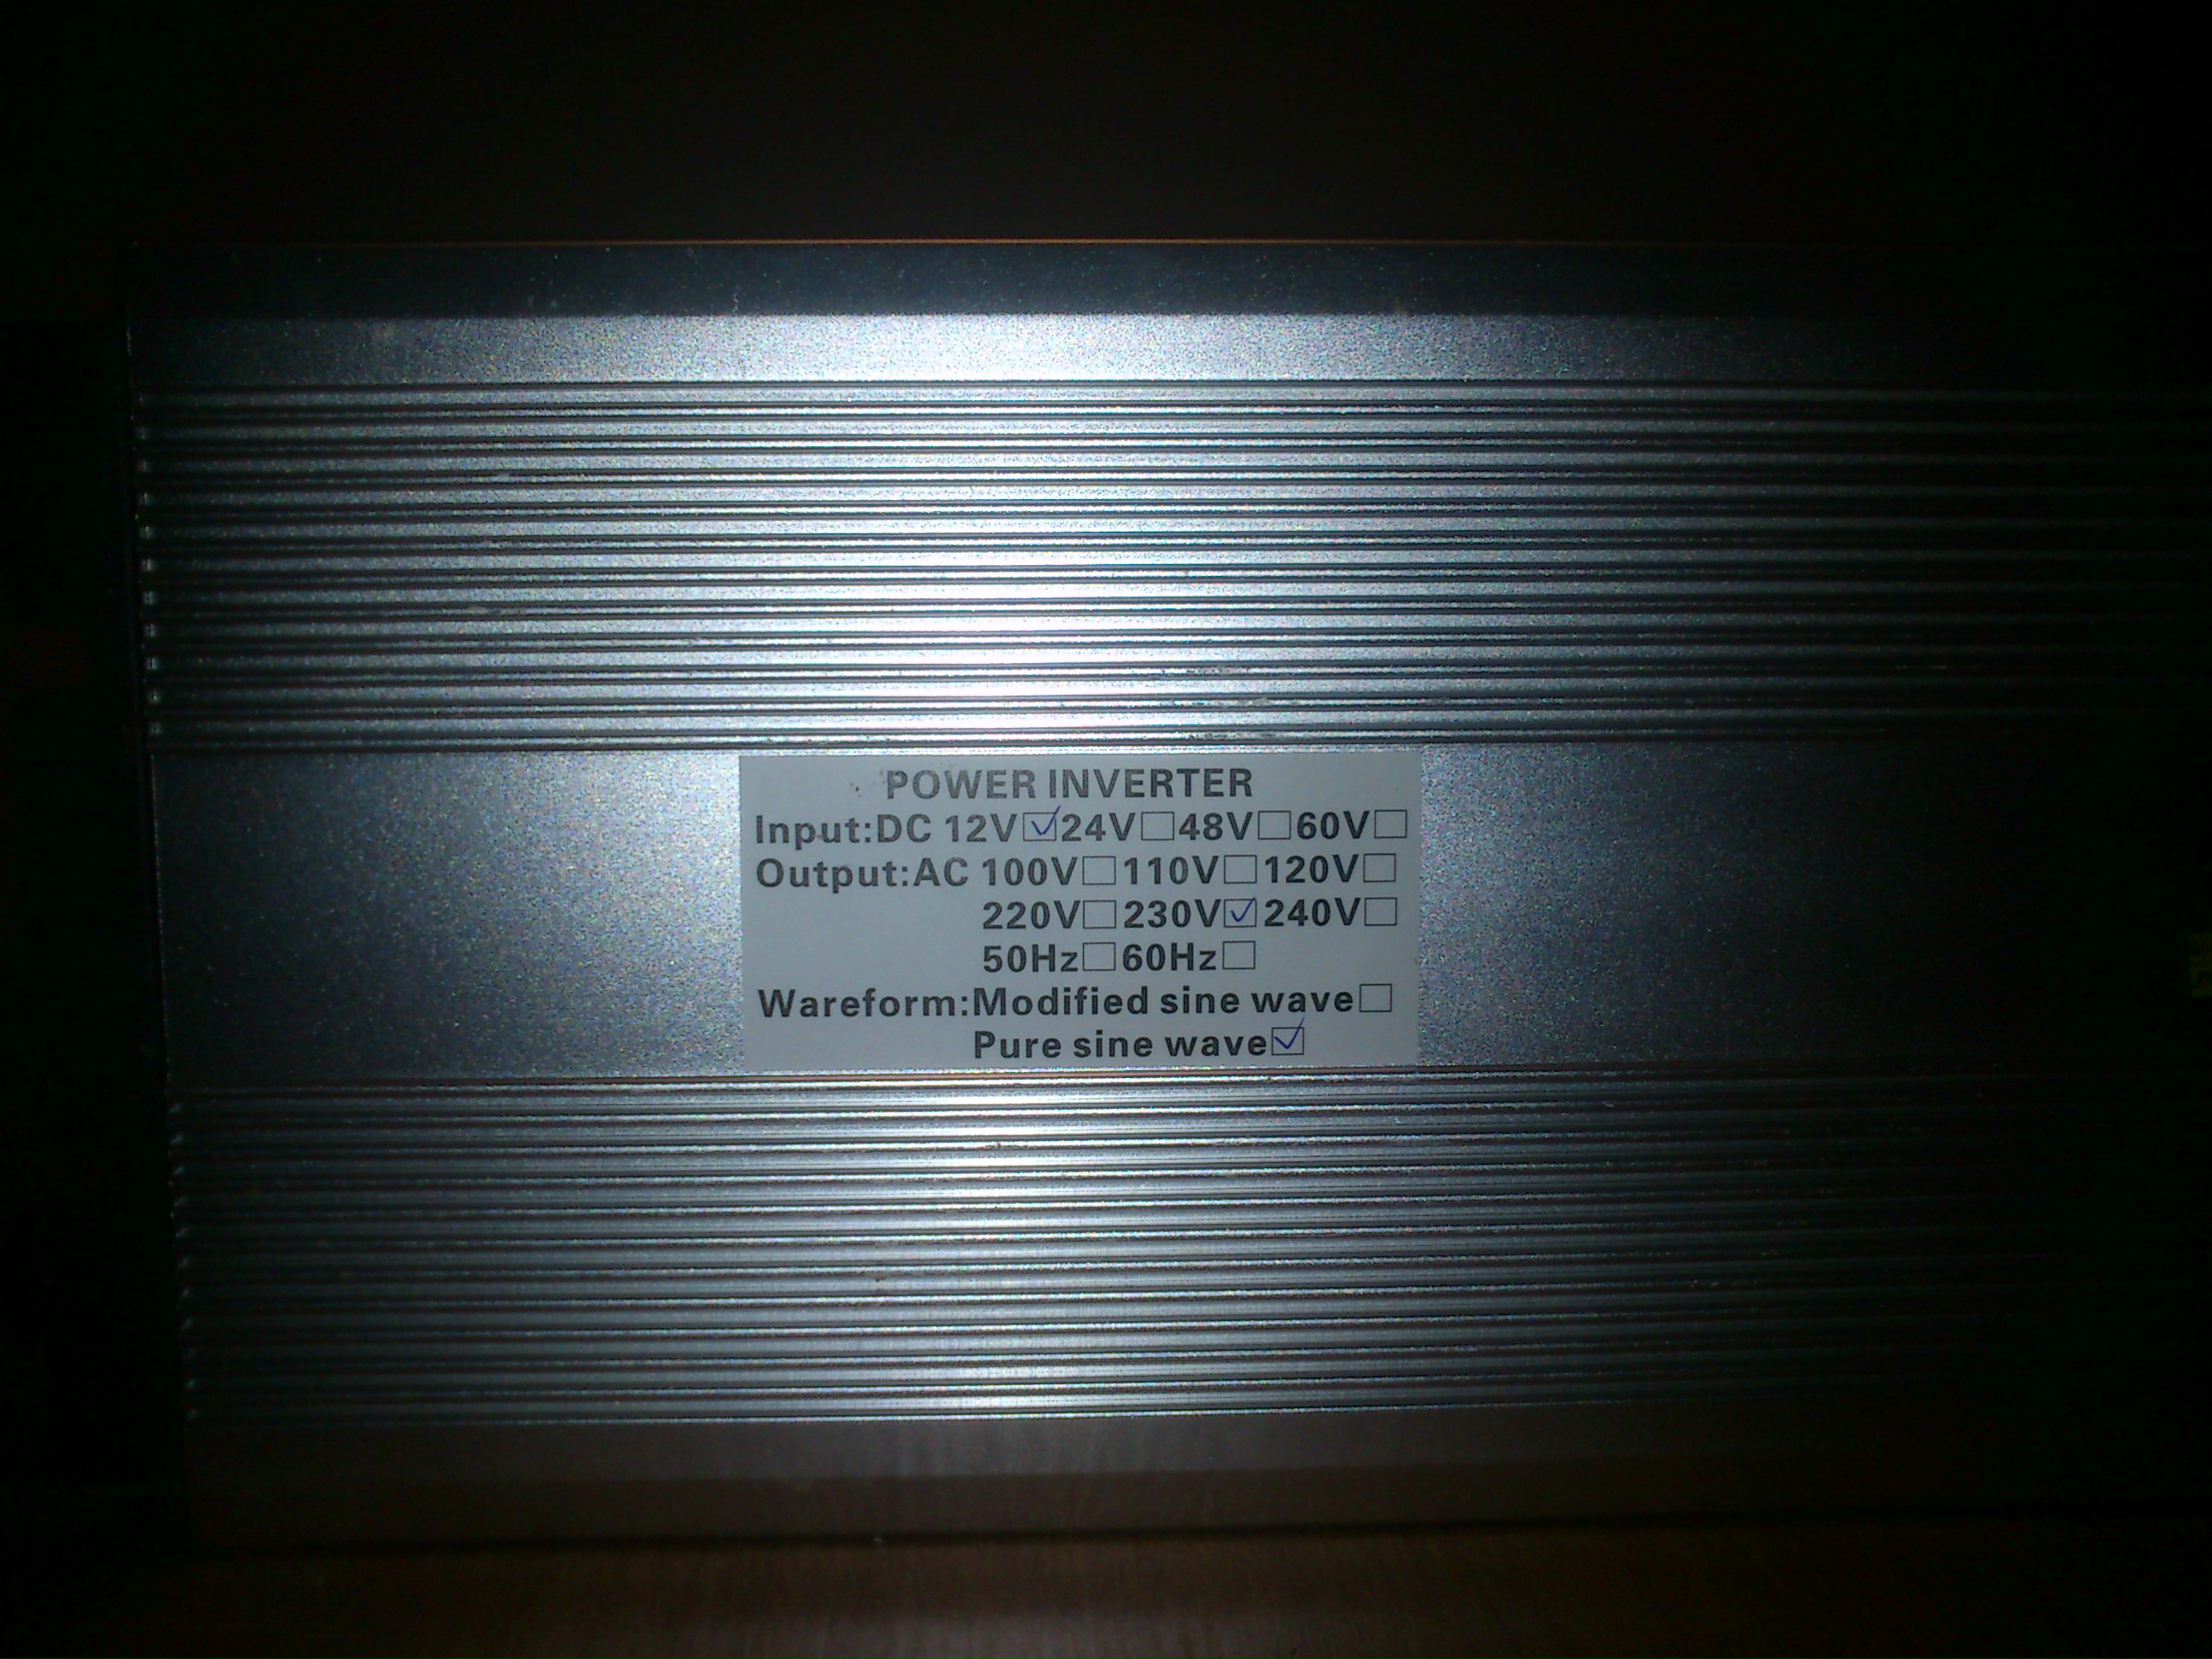 POWER INVERTER
Input:DC 12V☑24V☐48V☐60V☐
Output:AC 100V☐110V☐120V☐
220V☐230V☑240V☐
50Hz☐60Hz☐
Wareform:Modified sine wave☐
Pure sine wave☑